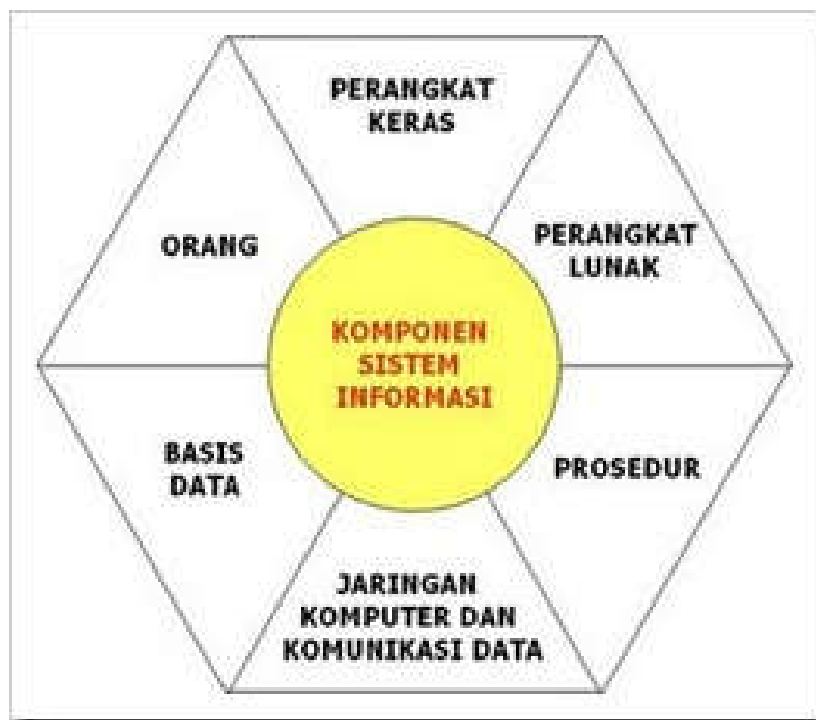 PERANGKAT
KERAS
ORANG
PERANGKAT
LUNAK
KOMPONEN
SISTEM
INFORMASI
BASIS
DATA
PROSEDUR
JARINGAN
KOMPUTER DAN
KOMUNIKASI DATA